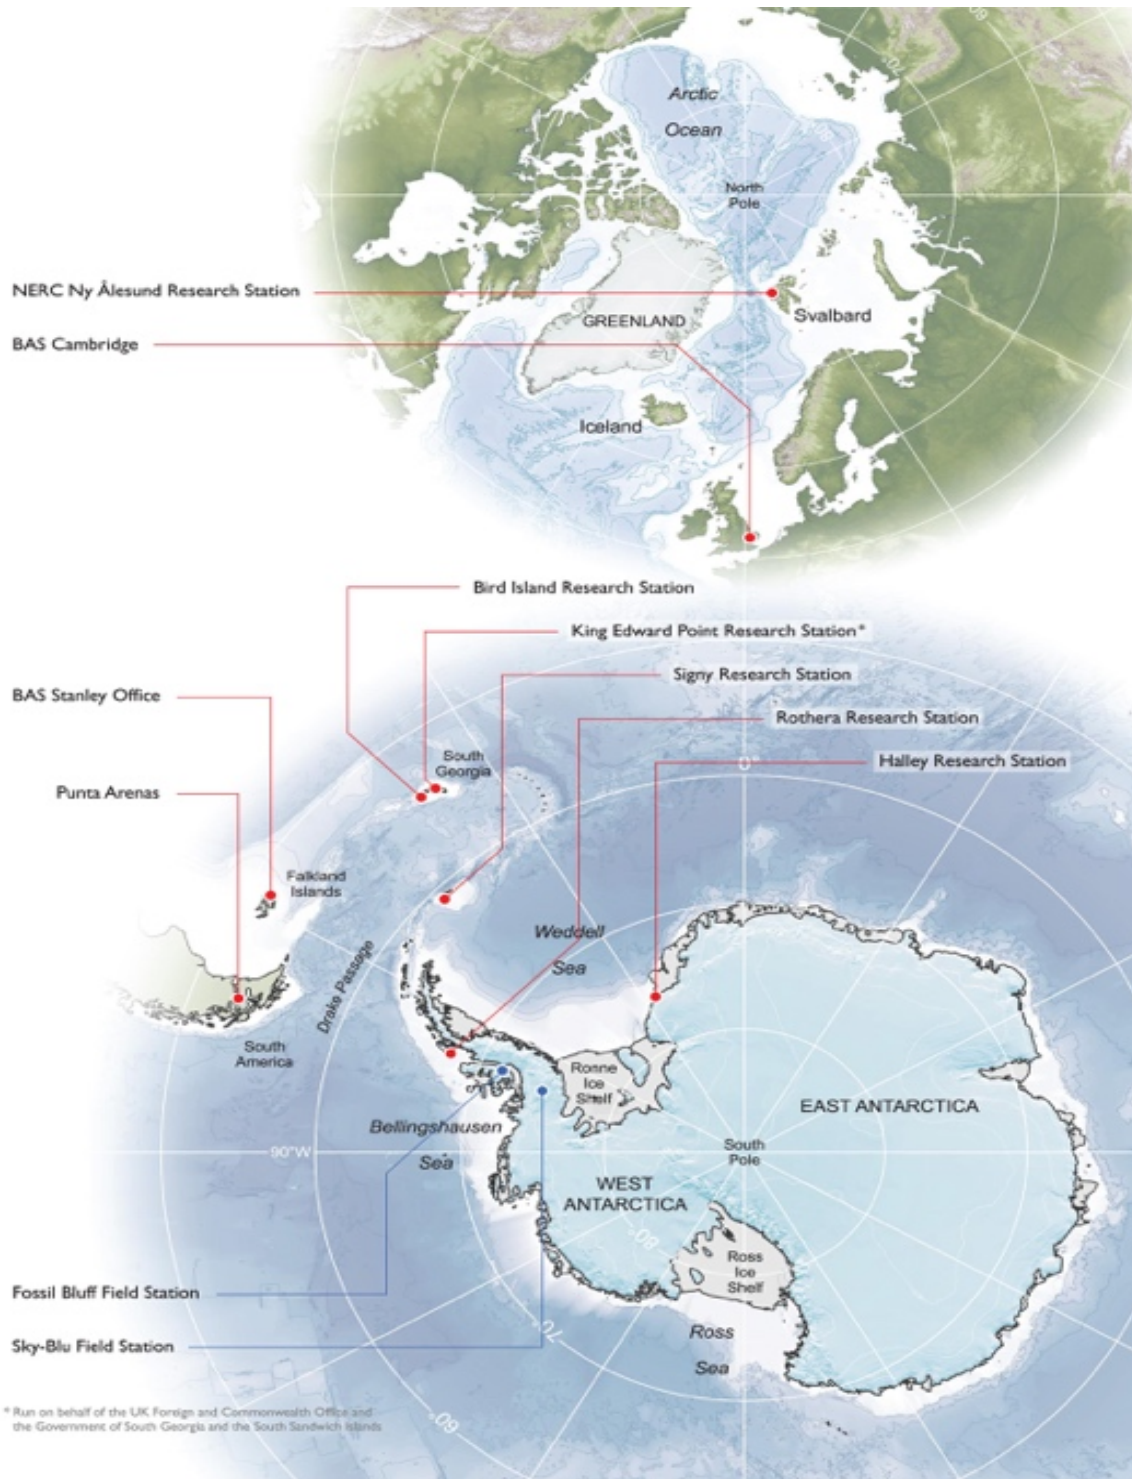 Arctic
Ocean
North
Pole
NERC Ny Ålesund Research Station
GREENLAND
Svalbard
BAS Cambridge
Iceland
Bird Island Research Station
King Edward Point Research Station*
Signy Research Station
BAS Stanley Office
Rothera Research Station
Halley Research Station
South
Georgia
0°
Punta Arenas
Falkland
Islands
Weddell
Sea
Drake Passage
South
America
Ronne
Ice
Shelf
EAST ANTARCTICA
Bellingshausen
Sea
90°W
South
Pole
WEST
ANTARCTICA
80°
Ross
Ice
Shelf
Fossil Bluff Field Station
Sky-Blu Field Station
70°
Ross
Sea
60°
* Run on behalf of the UK Foreign and Commonwealth Office and
the Government of South Georgia and the South Sandwich Islands